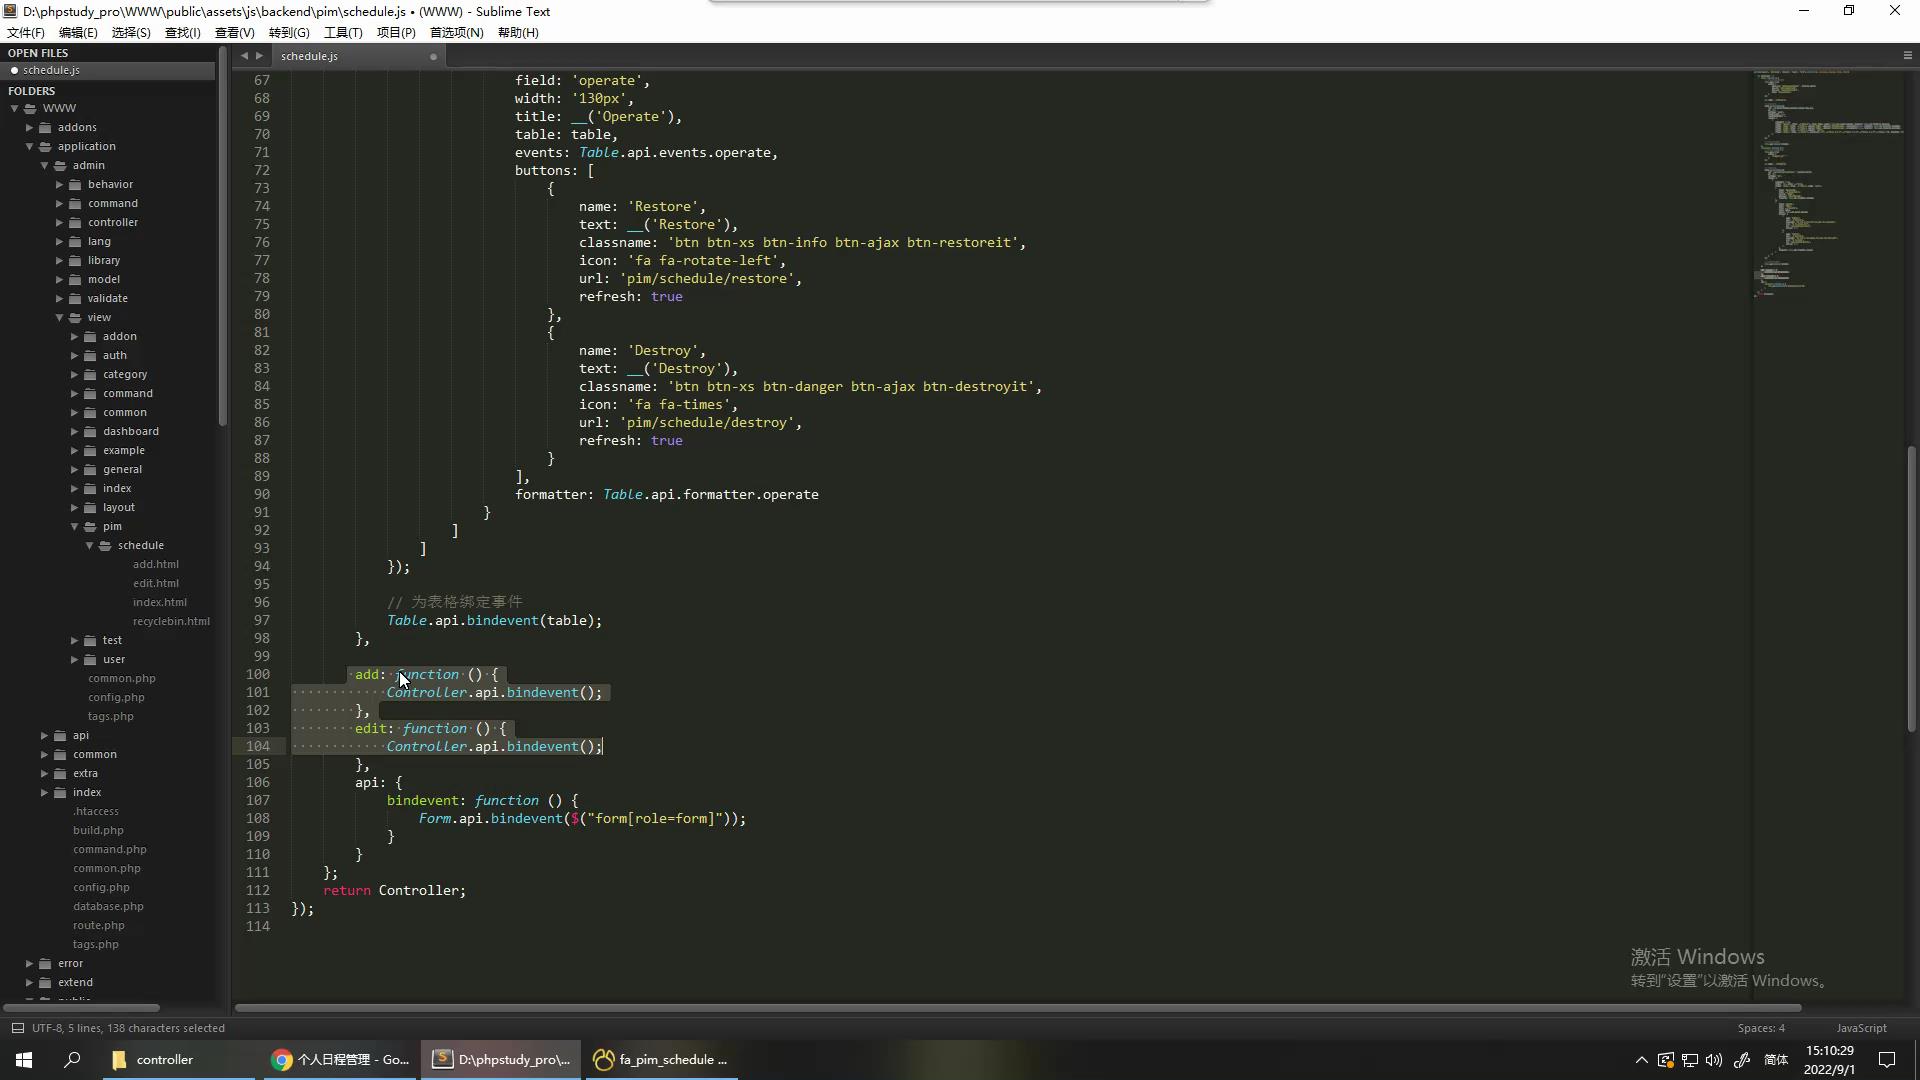 D:\phpstudy_pro\WWW\public\assets\js\backend\pim\schedule.js • (WWW) - Sublime Text
文件(F) 编辑(E) 选择(S) 查找(I) 查看(V) 转到(G) 工具(T) 项目(P) 首选项(N) 帮助(H)
OPEN FILES
schedule.js
FOLDERS
WWW
addons
application
admin
behavior
command
controller
lang
library
model
validate
view
addon
auth
category
command
common
dashboard
example
general
index
layout
pim
schedule
add.html
edit.html
index.html
recyclebin.html
test
user
common.php
config.php
tags.php
api
common
extra
index
.htaccess
build.php
command.php
common.php
config.php
database.php
route.php
tags.php
error
extend
schedule.js
67 field: 'operate',
68 width: '130px',
69 title: __('Operate'),
70 table: table,
71 events: Table.api.events.operate,
72 buttons: [
73 {
74 name: 'Restore',
75 text: __('Restore'),
76 classname: 'btn btn-xs btn-info btn-ajax btn-restoreit',
77 icon: 'fa fa-rotate-left',
78 url: 'pim/schedule/restore',
79 refresh: true
80 },
81 {
82 name: 'Destroy',
83 text: __('Destroy'),
84 classname: 'btn btn-xs btn-danger btn-ajax btn-destroyit',
85 icon: 'fa fa-times',
86 url: 'pim/schedule/destroy',
87 refresh: true
88 }
89 ],
90 formatter: Table.api.formatter.operate
91 }
92 ]
93 ]
94 });
95
96 // 为表格绑定事件
97 Table.api.bindevent(table);
98 },
99
100 add: function () {
101 Controller.api.bindevent();
102 },
103 edit: function () {
104 Controller.api.bindevent();
105 },
106 api: {
107 bindevent: function () {
108 Form.api.bindevent($("form[role=form]"));
109 }
110 }
111 };
112 return Controller;
113 });
114
激活 Windows
转到“设置”以激活 Windows。
UTF-8, 5 lines, 138 characters selected
Spaces: 4
JavaScript
controller
个人日程管理 - Go...
D:\phpstudy_pro\...
fa_pim_schedule ...
简体
15:10:29
2022/9/1